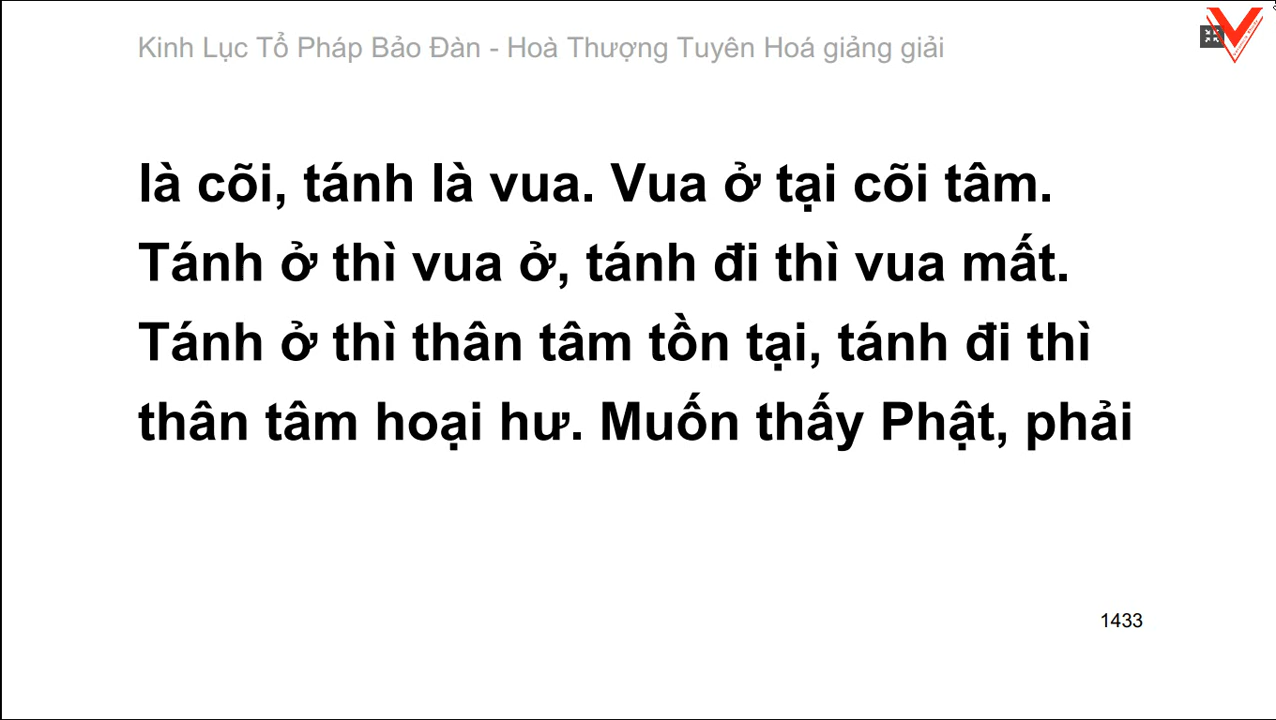 Kinh Lục Tổ Pháp Bảo Đàn - Hoà Thượng Tuyên Hoá giảng giải
là cõi, tánh là vua. Vua ở tại cõi tâm.
Tánh ở thì vua ở, tánh đi thì vua mất.
Tánh ở thì thân tâm tồn tại, tánh đi thì
thân tâm hoại hư. Muốn thấy Phật, phải
1433